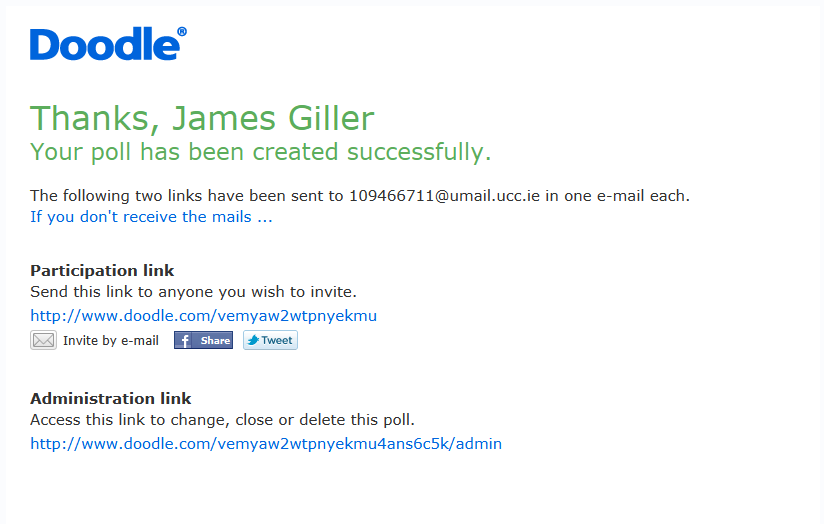 Doodle®
Thanks, James Giller
Your poll has been created successfully.
The following two links have been sent to 109466711@umail.ucc.ie in one e-mail each.
If you don't receive the mails ...
Participation link
Send this link to anyone you wish to invite.
http://www.doodle.com/vemyaw2wtpnyekmu
Invite by e-mail f Share Tweet
Administration link
Access this link to change, close or delete this poll.
http://www.doodle.com/vemyaw2wtpnyekmu4ans6c5k/admin